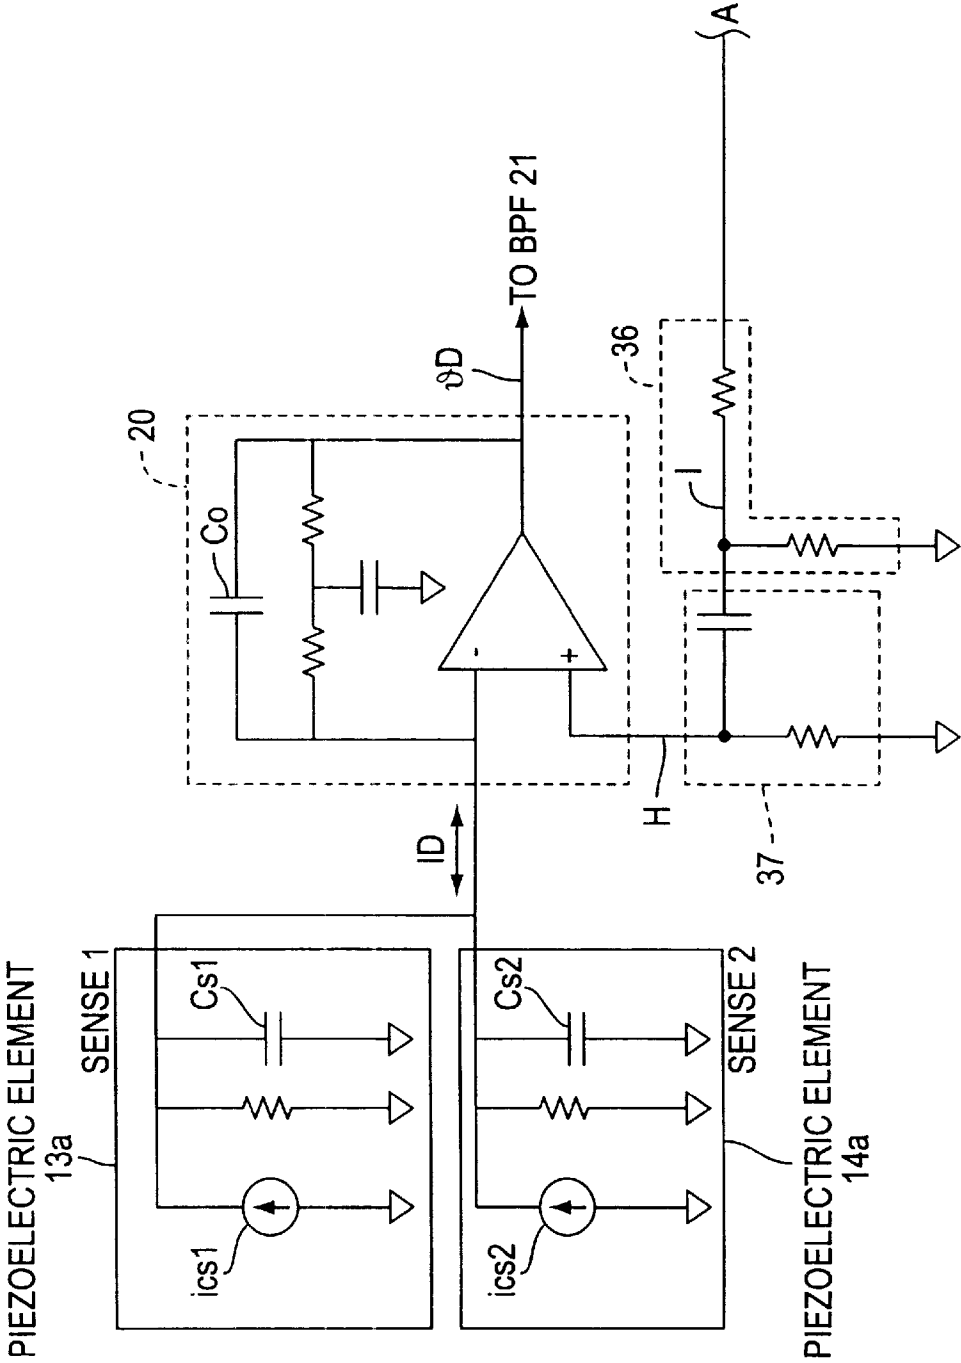 PIEZOELECTRIC ELEMENT
13a
SENSE 1
ics1
Cs1
PIEZOELECTRIC ELEMENT
14a
SENSE 2
ics2
Cs2
ID
20
Co
-
+
ϑD
TO BPF 21
H
37
I
36
A